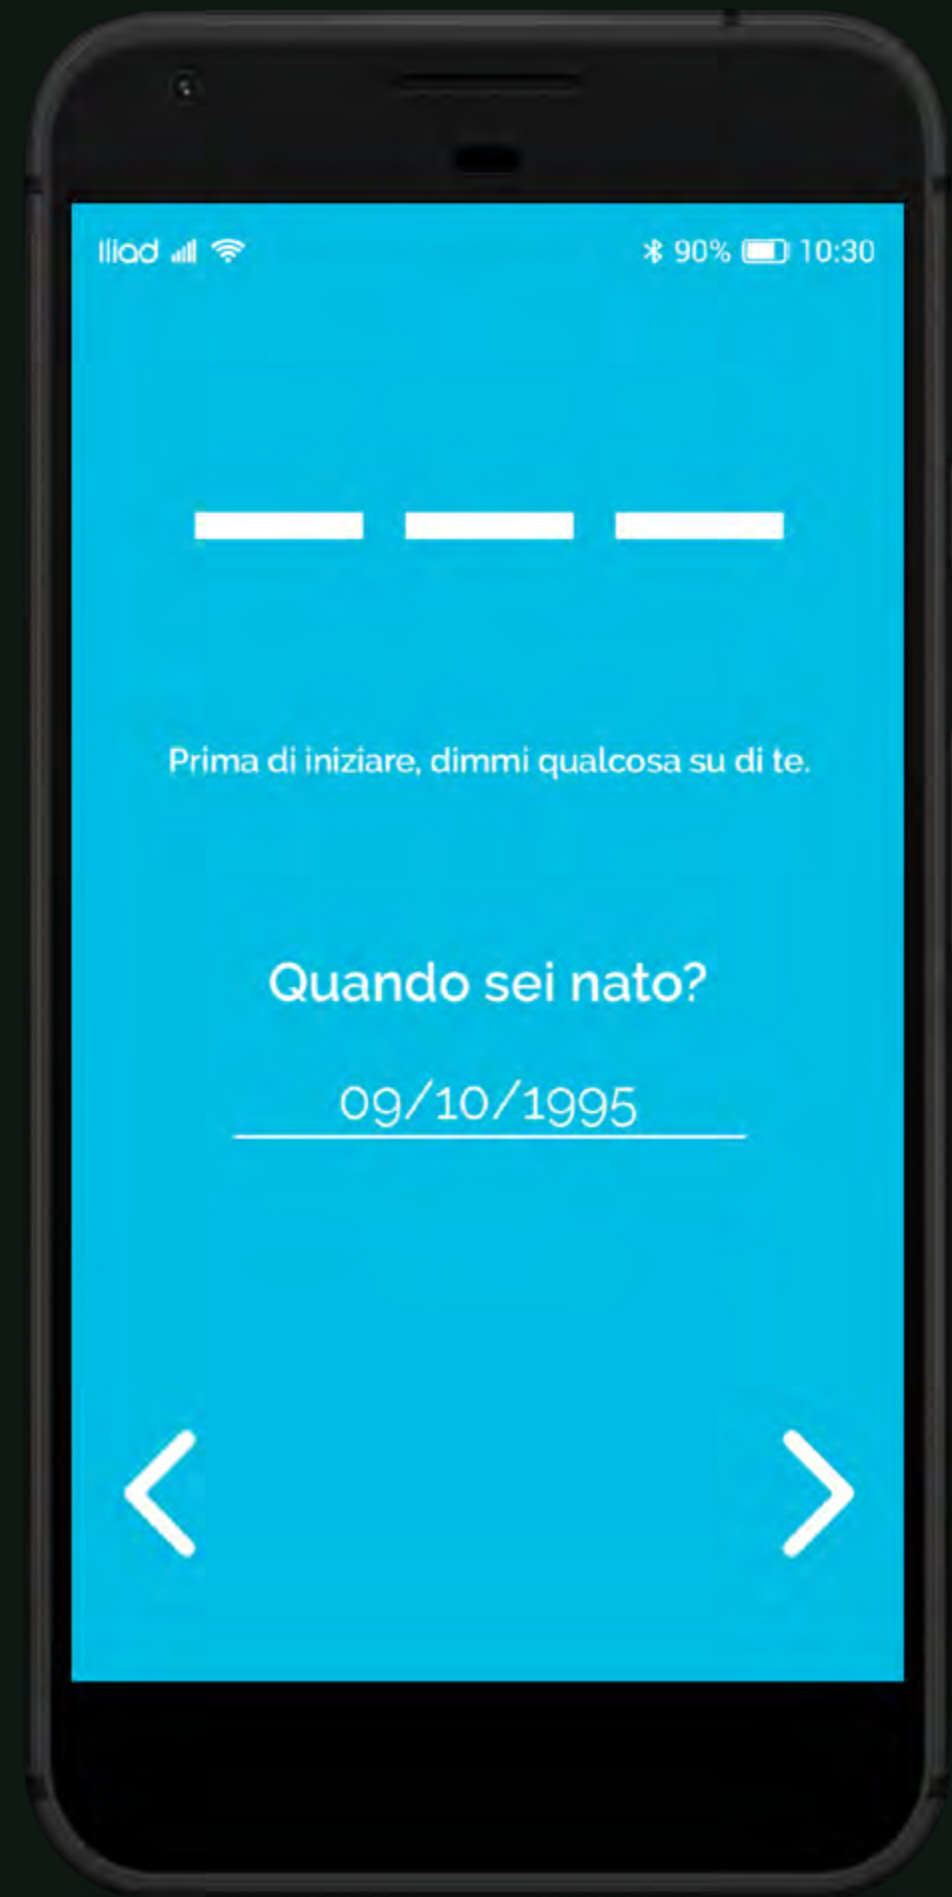 Iliad 90% 10:30
Prima di iniziare, dimmi qualcosa su di te.
Quando sei nato?
09/10/1995